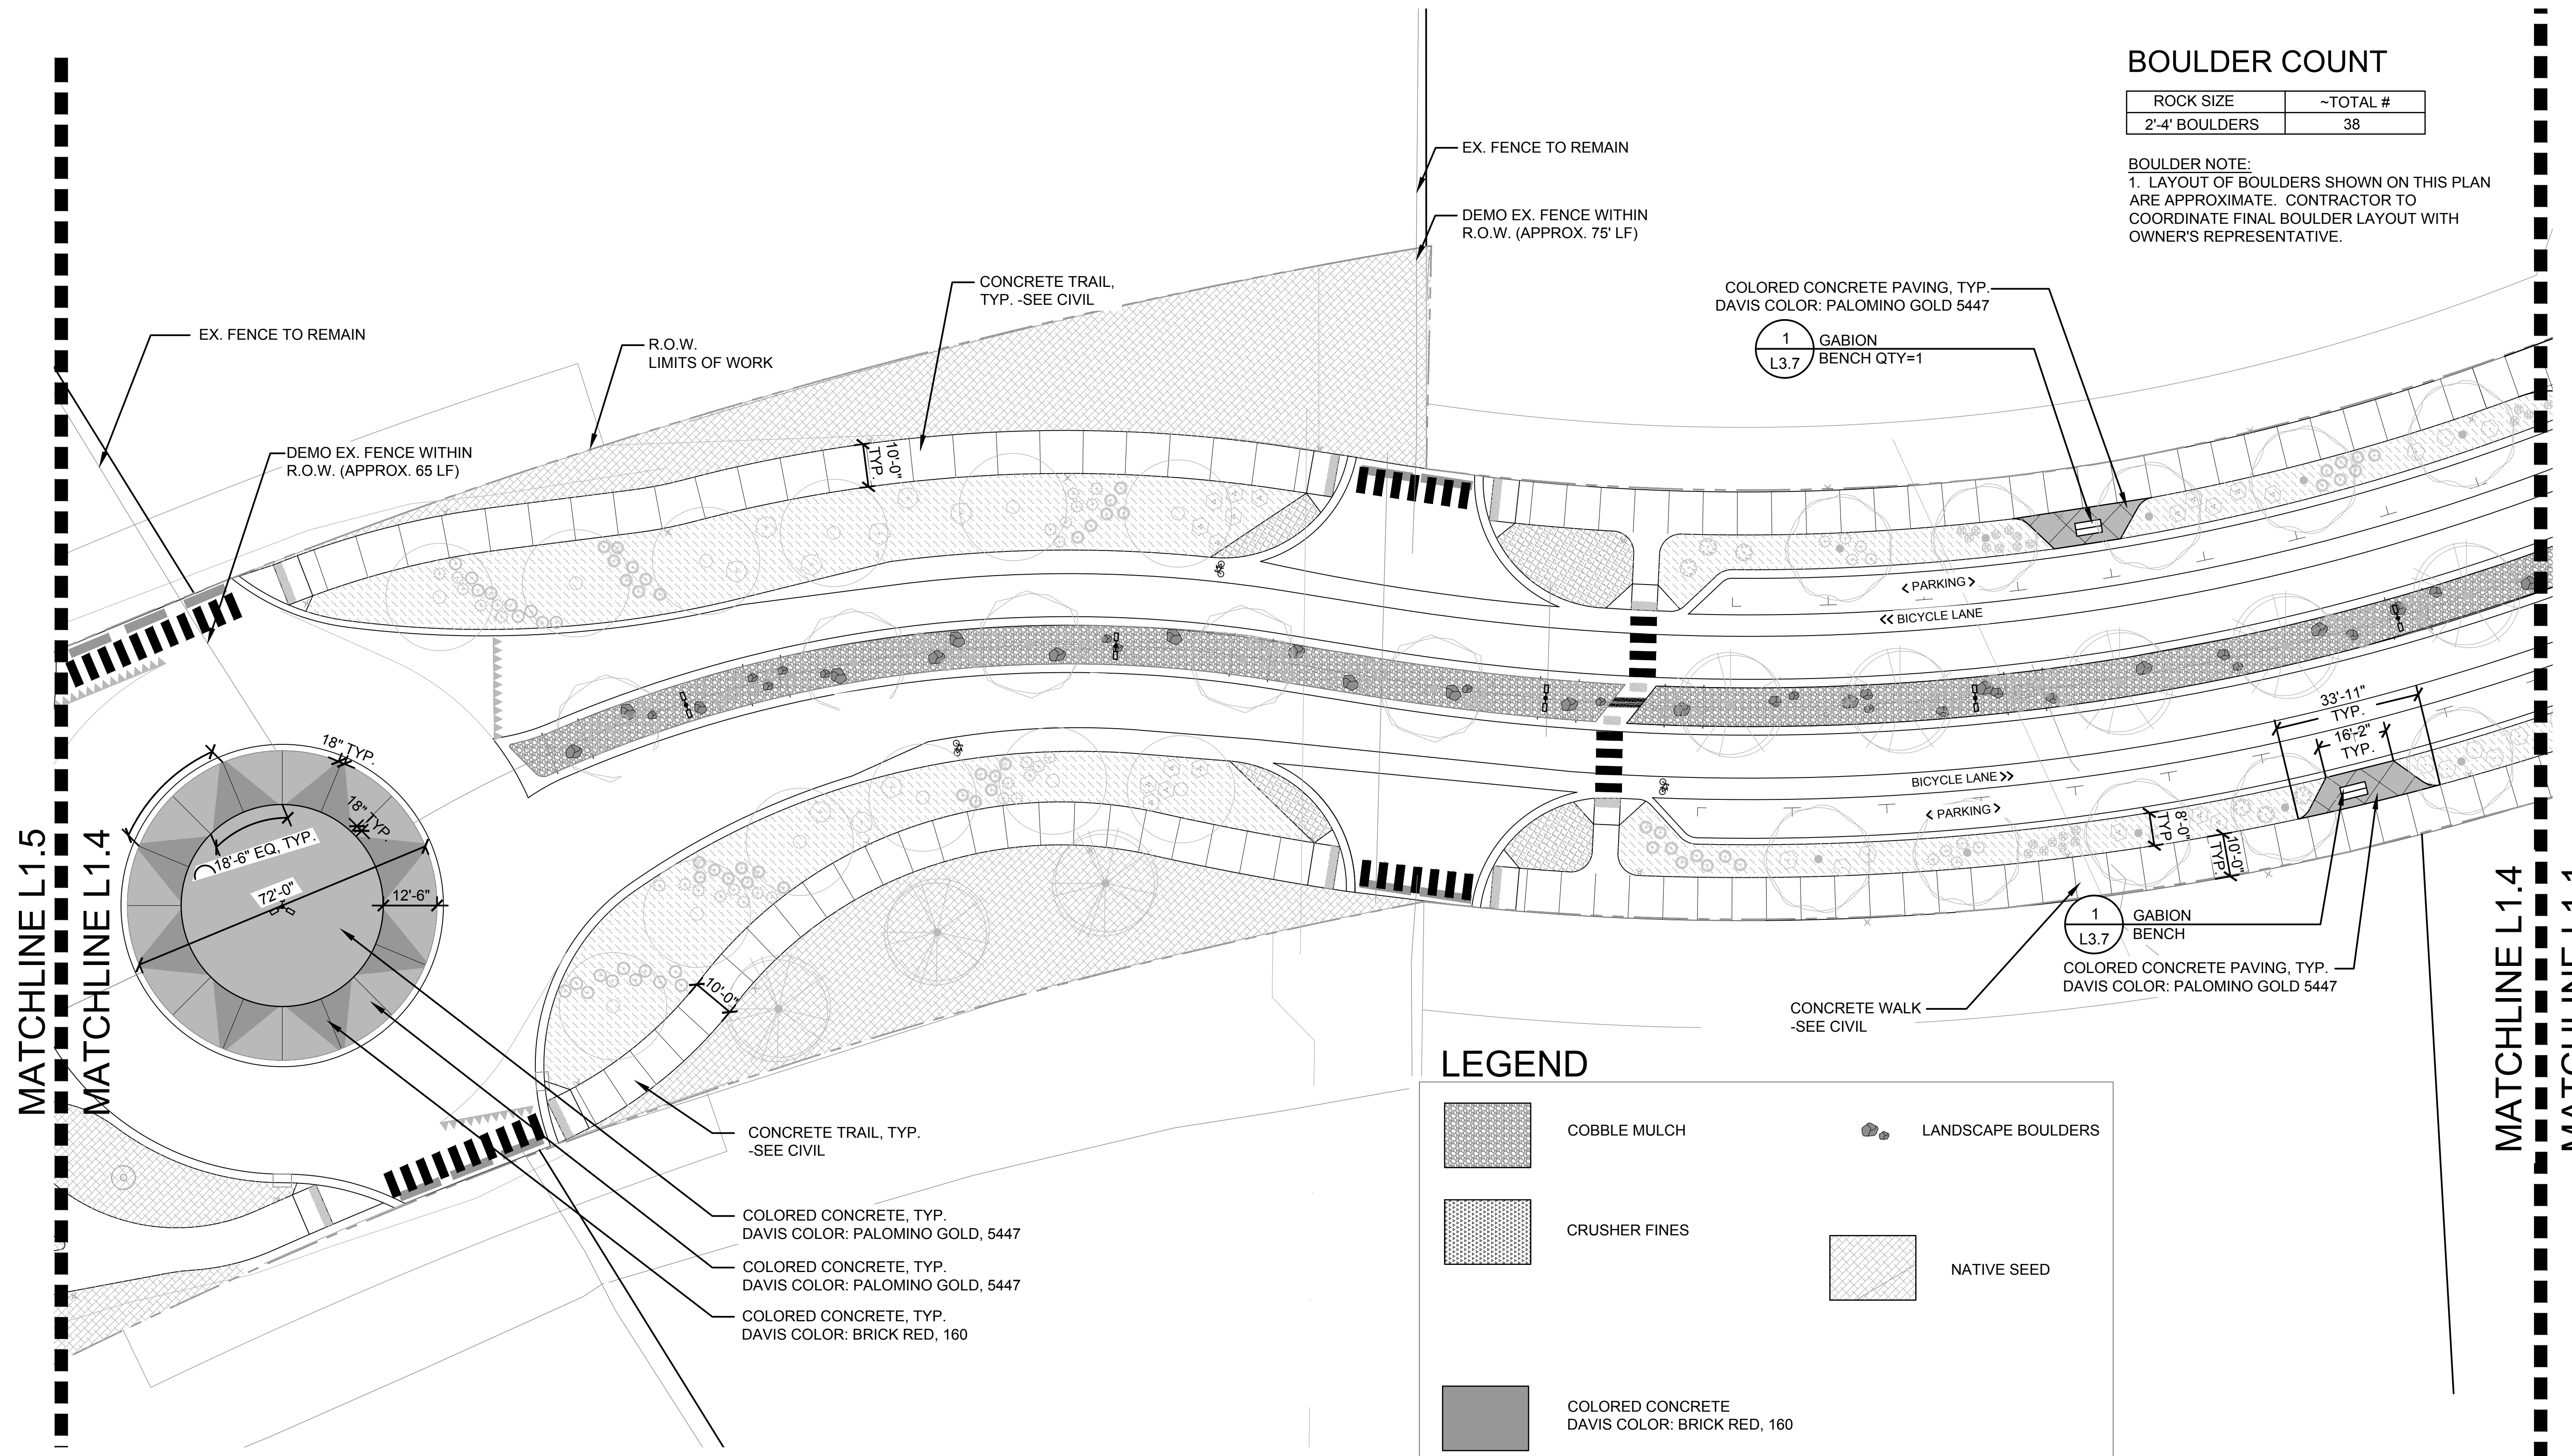 BOULDER COUNT
ROCK SIZE ~TOTAL #
2'-4' BOULDERS 38
BOULDER NOTE:
1. LAYOUT OF BOULDERS SHOWN ON THIS PLAN
ARE APPROXIMATE. CONTRACTOR TO
COORDINATE FINAL BOULDER LAYOUT WITH
OWNER'S REPRESENTATIVE.
EX. FENCE TO REMAIN
DEMO EX. FENCE WITHIN
R.O.W. (APPROX. 75' LF)
CONCRETE TRAIL,
TYP. -SEE CIVIL
COLORED CONCRETE PAVING, TYP.
DAVIS COLOR: PALOMINO GOLD 5447
1
L3.7
GABION
BENCH QTY=1
EX. FENCE TO REMAIN
R.O.W.
LIMITS OF WORK
DEMO EX. FENCE WITHIN
R.O.W. (APPROX. 65 LF)
10'-0"
TYP.
PARKING
BICYCLE LANE
33'-11"
TYP.
16'-2"
TYP.
BICYCLE LANE
PARKING
8'-0"
TYP.
10'-0"
TYP.
18" TYP.
18"
TYP.
18'-6" EQ, TYP.
72'-0"
12'-6"
10'-0"
MATCHLINE L1.5
MATCHLINE L1.4
1
L3.7
GABION
BENCH
COLORED CONCRETE PAVING, TYP.
DAVIS COLOR: PALOMINO GOLD 5447
CONCRETE WALK
-SEE CIVIL
MATCHLINE L1.4
CONCRETE TRAIL, TYP.
-SEE CIVIL
COLORED CONCRETE, TYP.
DAVIS COLOR: PALOMINO GOLD, 5447
COLORED CONCRETE, TYP.
DAVIS COLOR: PALOMINO GOLD, 5447
COLORED CONCRETE, TYP.
DAVIS COLOR: BRICK RED, 160
LEGEND
COBBLE MULCH
LANDSCAPE BOULDERS
CRUSHER FINES
NATIVE SEED
COLORED CONCRETE
DAVIS COLOR: BRICK RED, 160